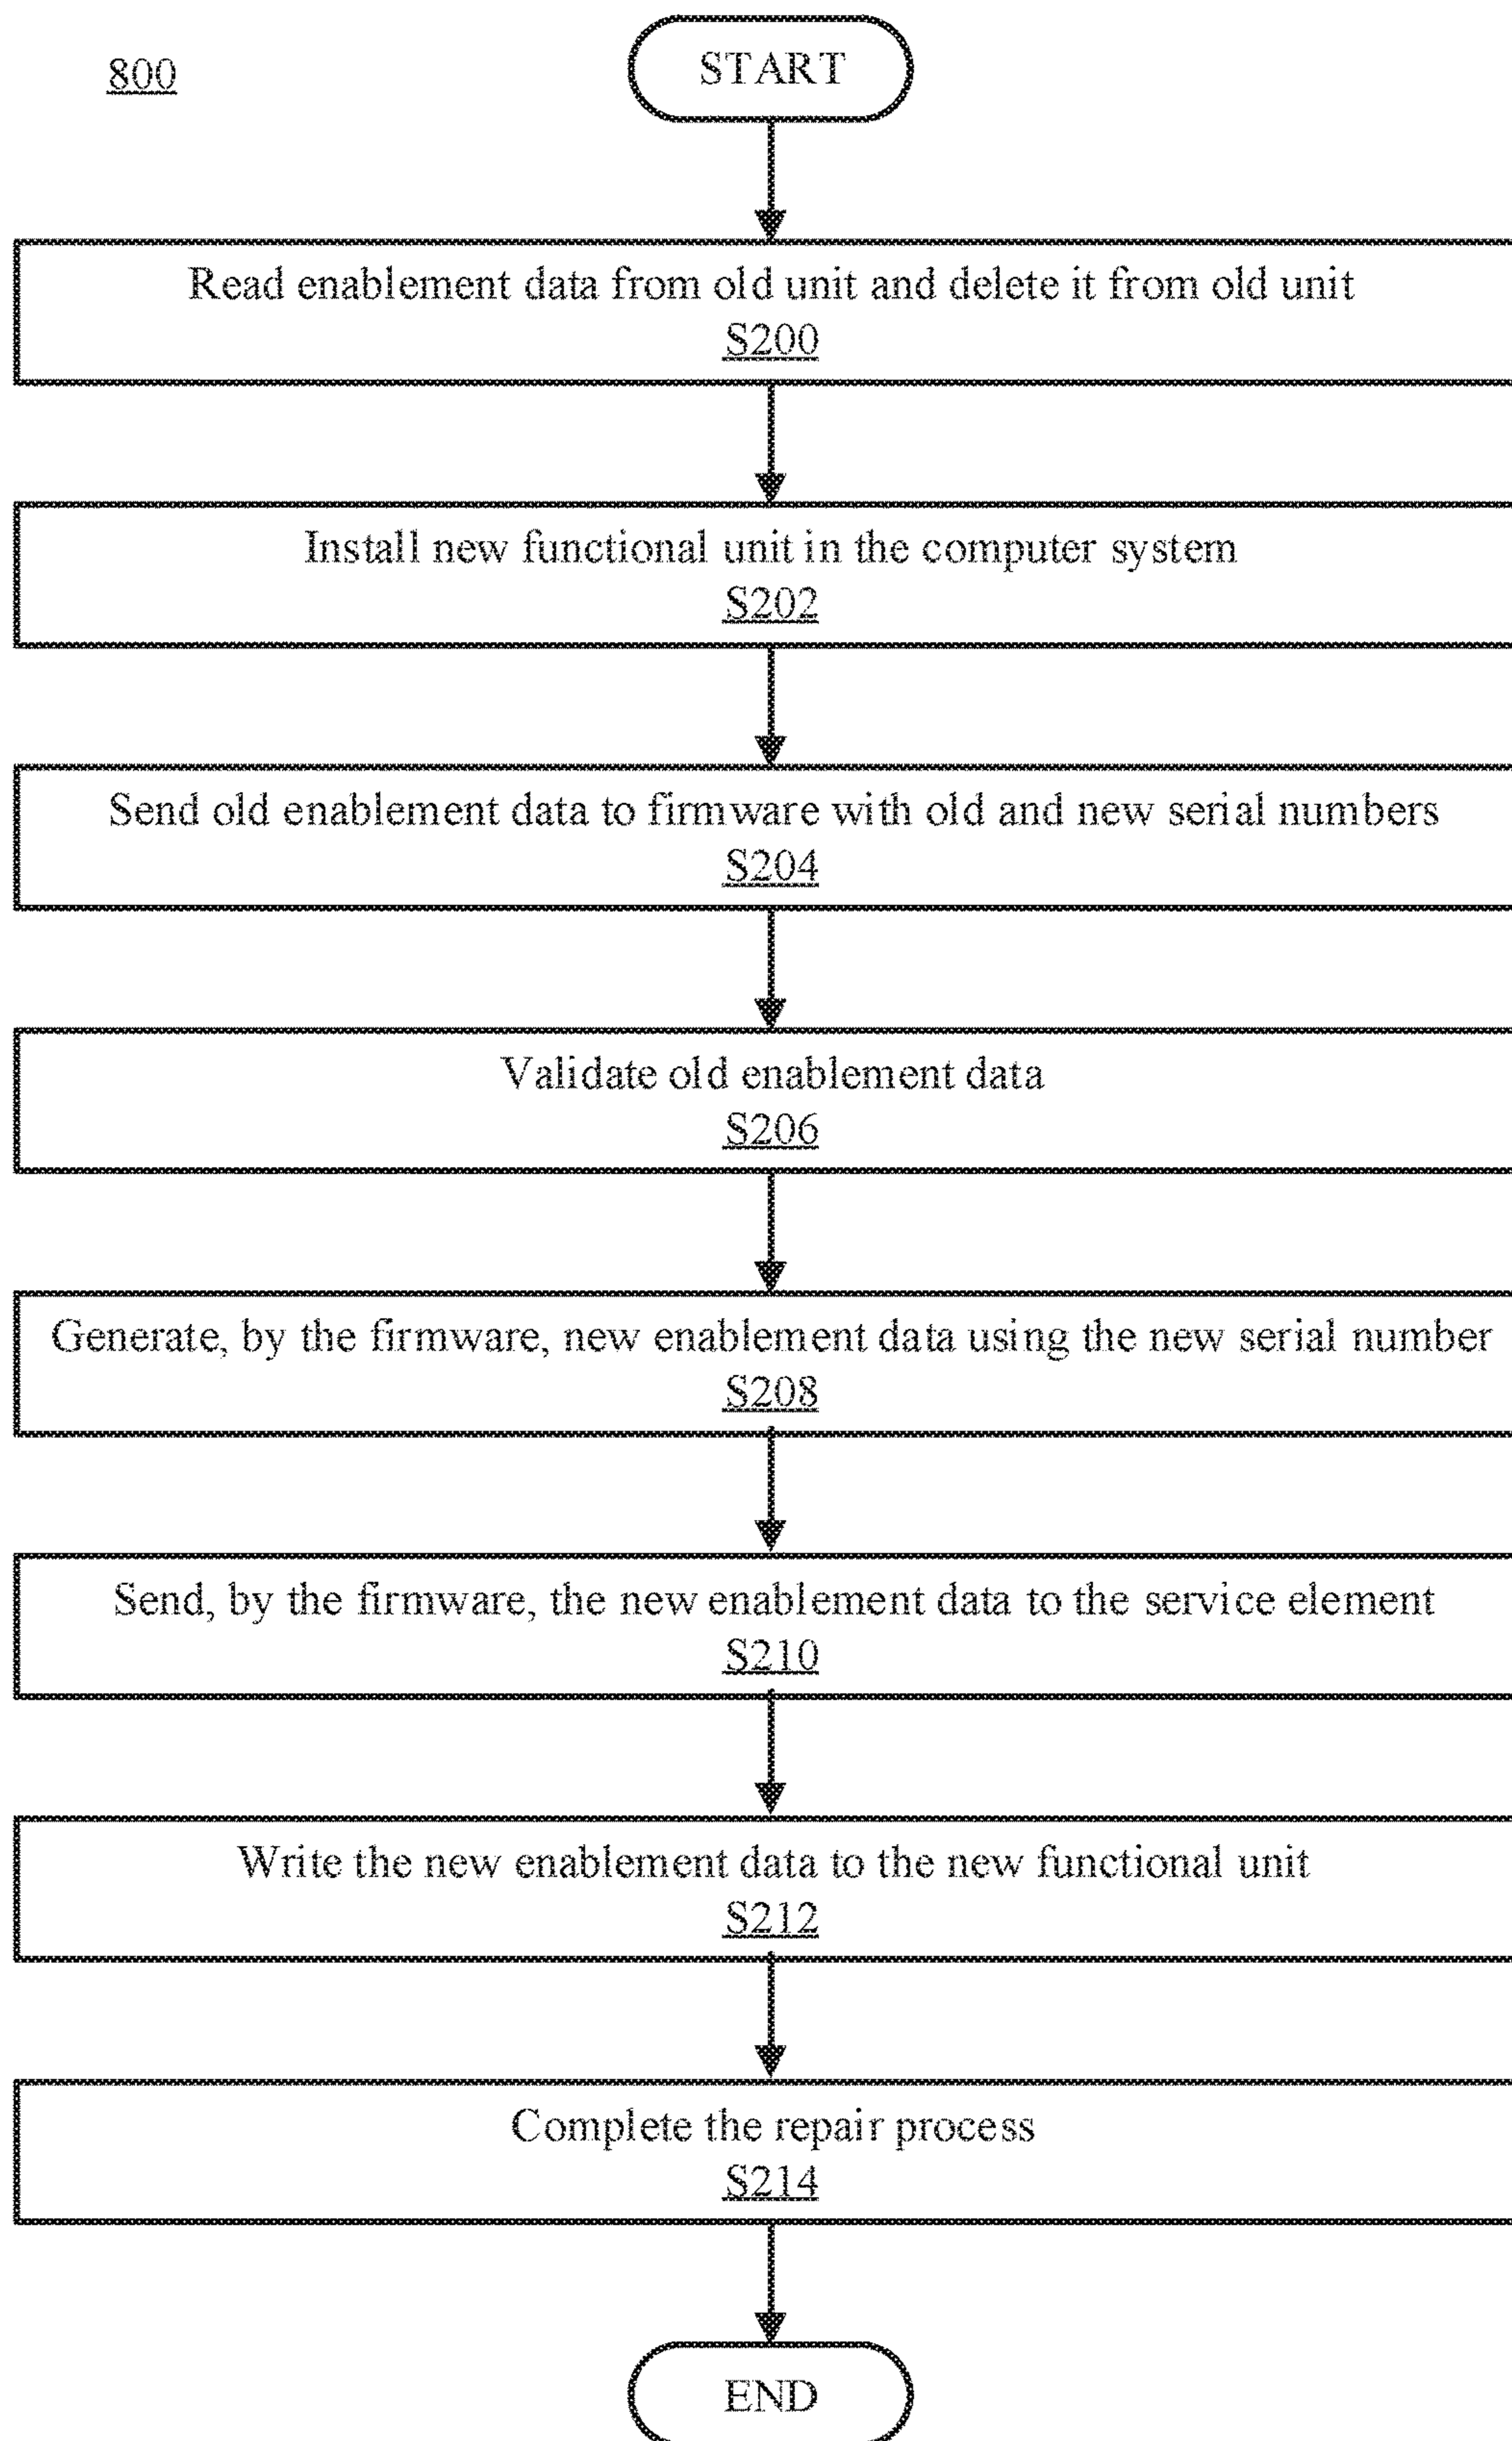 800
START
Read enablement data from old unit and delete it from old unit
S200
Install new functional unit in the computer system
S202
Send old enablement data to firmware with old and new serial numbers
S204
Validate old enablement data
S206
Generate, by the firmware, new enablement data using the new serial number
S208
Send, by the firmware, the new enablement data to the service element
S210
Write the new enablement data to the new functional unit
S212
Complete the repair process
S214
END